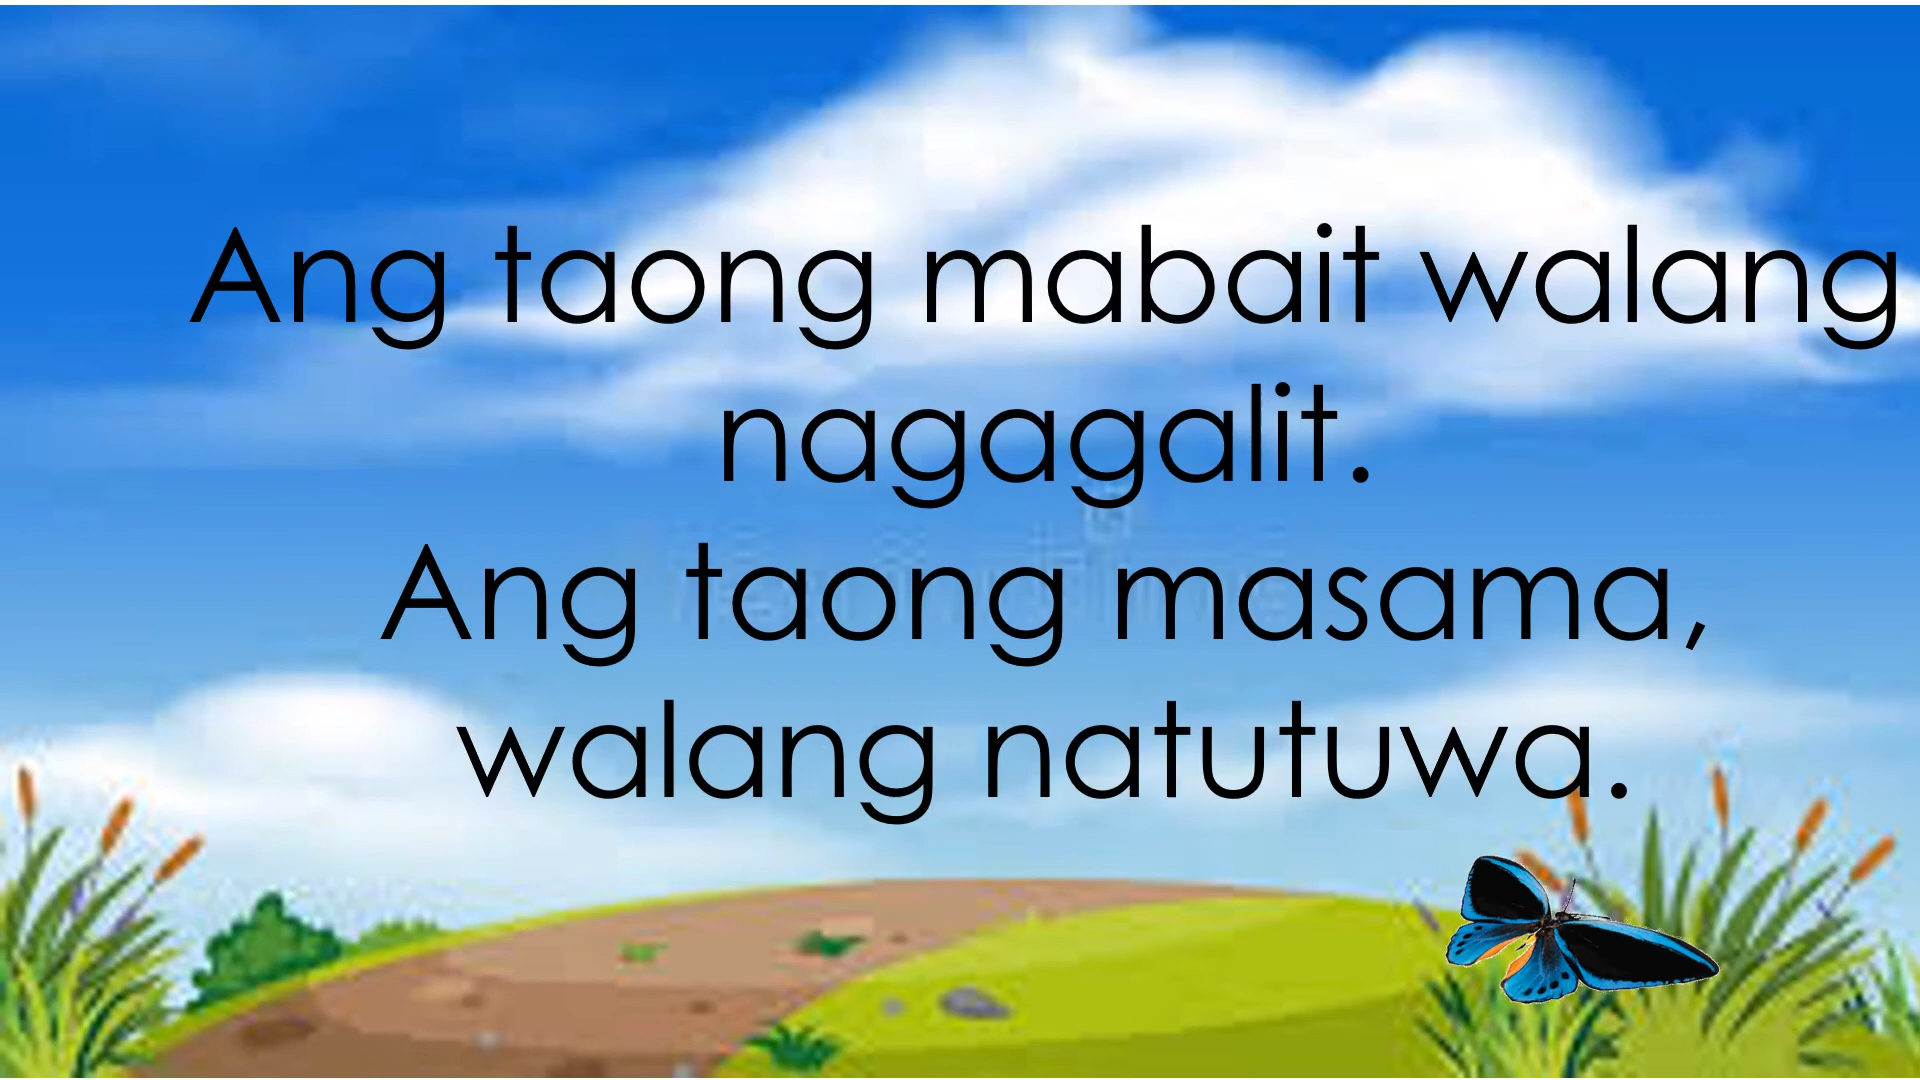 Ang taong mabait walang
nagagalit.
Ang taong masama,
walang natutuwa.